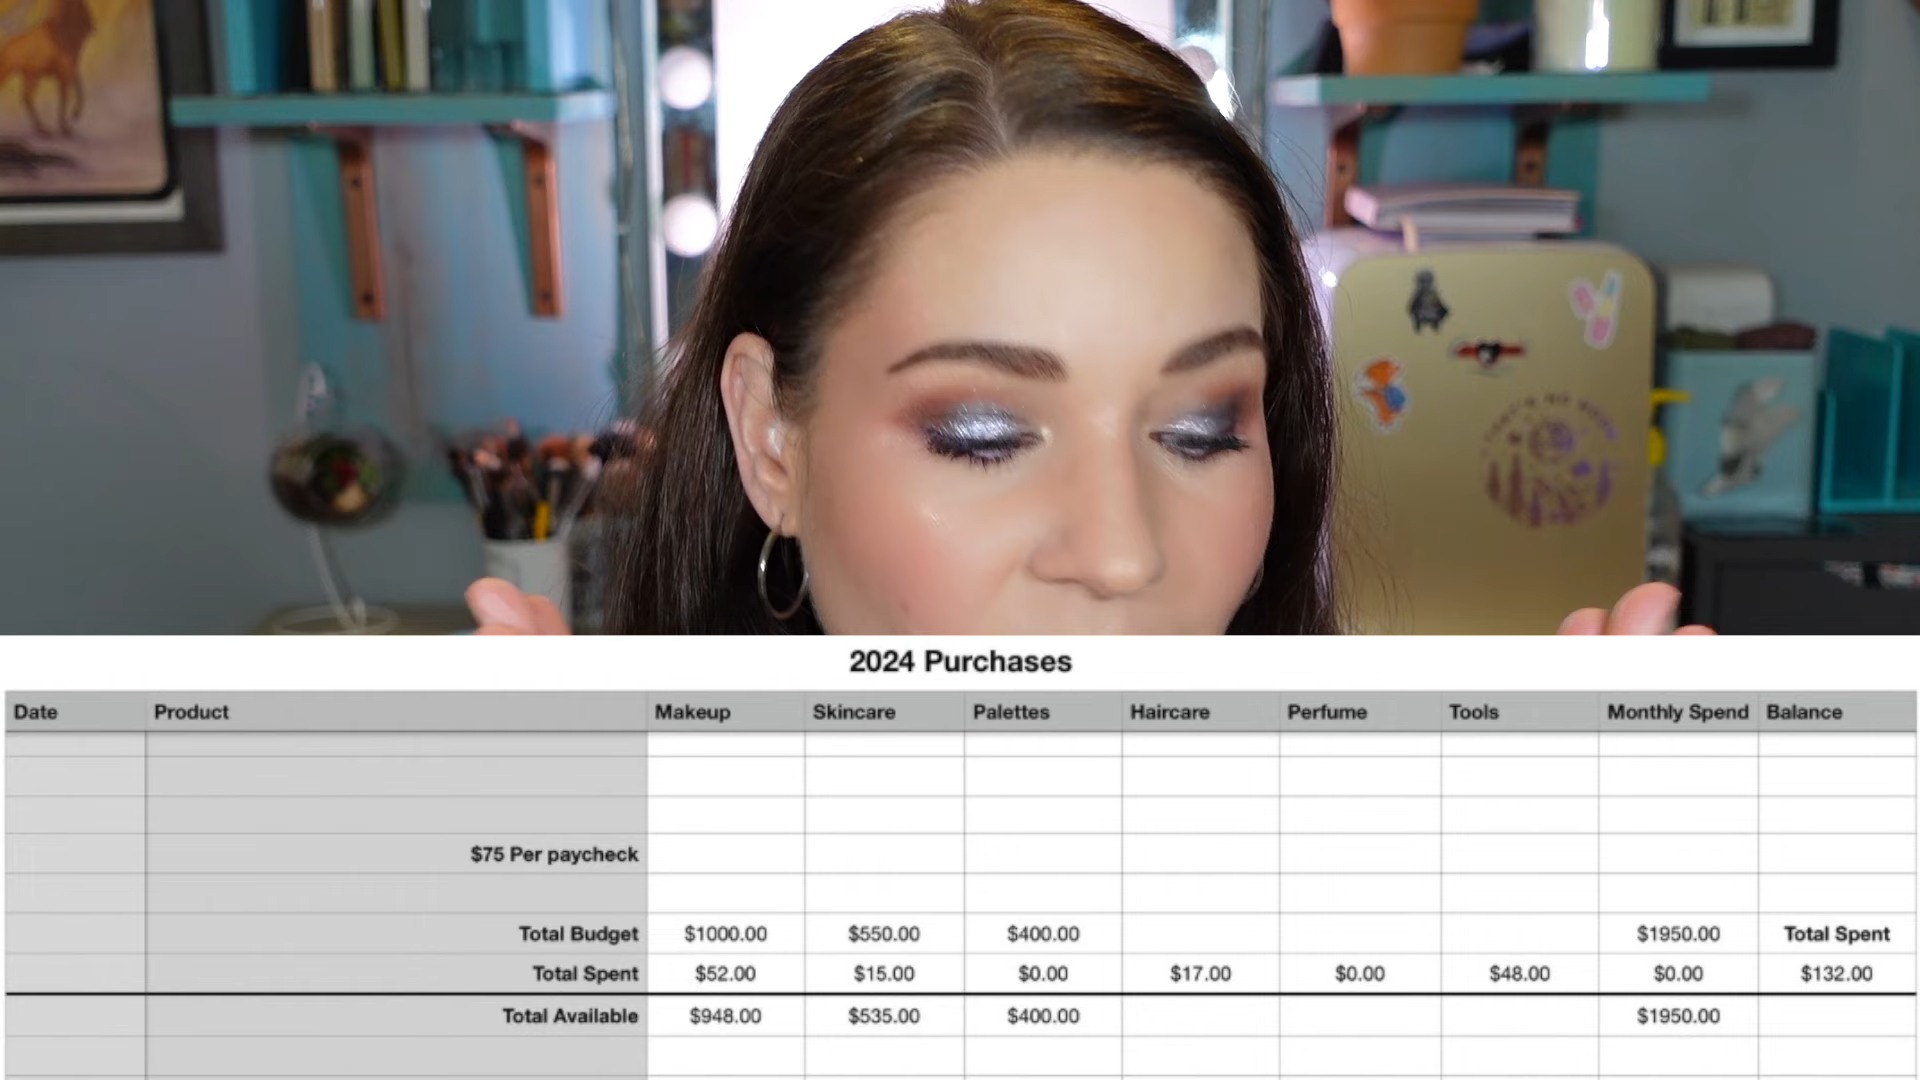 2024 Purchases
Date Product Makeup Skincare Palettes Haircare Perfume Tools Monthly Spend Balance
$75 Per paycheck
Total Budget $1000.00 $550.00 $400.00 $1950.00 Total Spent
Total Spent $52.00 $15.00 $0.00 $17.00 $0.00 $48.00 $0.00 $132.00
Total Available $948.00 $535.00 $400.00 $1950.00